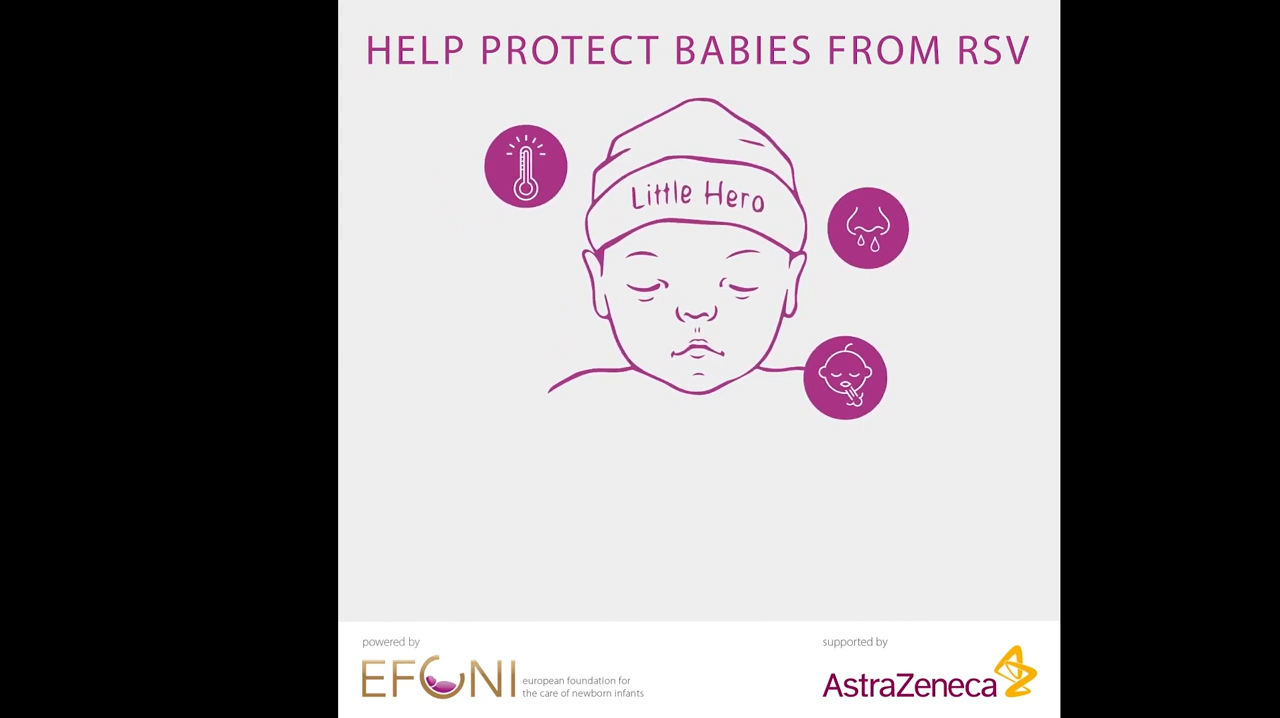 HELP PROTECT BABIES FROM RSV
Little Hero
powered by
EFCNI
european foundation for
the care of newborn infants
supported by
AstraZeneca